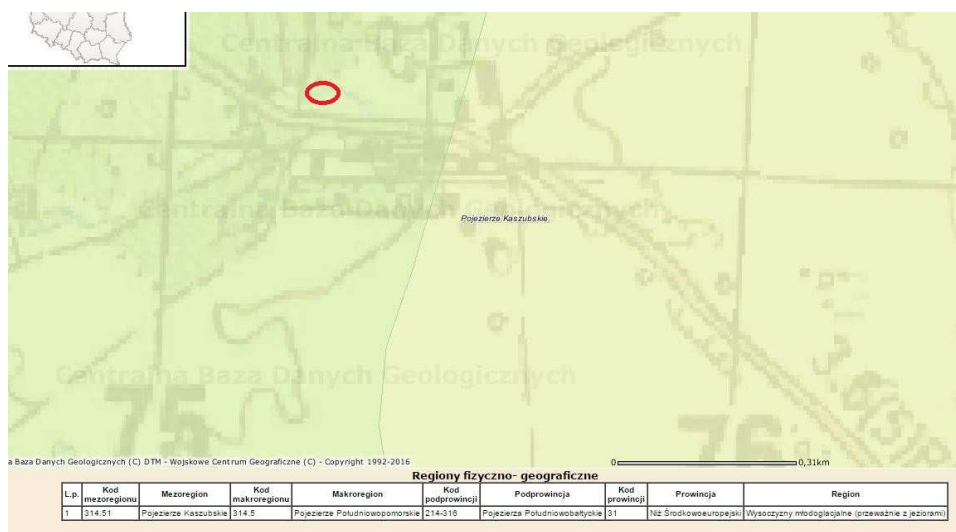 Centralna Baza Danych Geologicznych
Centralna Baza Danych Geologicznych
Pojezierze Kaszubskie
Centralna Baza Danych Geologicznych
75
76
a Baza Danych Geologicznych (C) DTM - Wojskowe Centrum Geograficzne (C) - Copyright 1992-2016
0
0,31km
Regiony fizyczno- geograficzne
L.p. Kod mezoregionu Mezoregion Kod makroregionu Makroregion Kod podprowincji Podprowincja Kod prowincji Prowincja Region
1 314.51 Pojezierze Kaszubskie 314.5 Pojezierze Południowopomorskie 214-316 Pojezierza Południowobałtyckie 31 Niż Środkowoeuropejski Wysoczyzny młodoglacjalne (przeważnie z jeziorami)